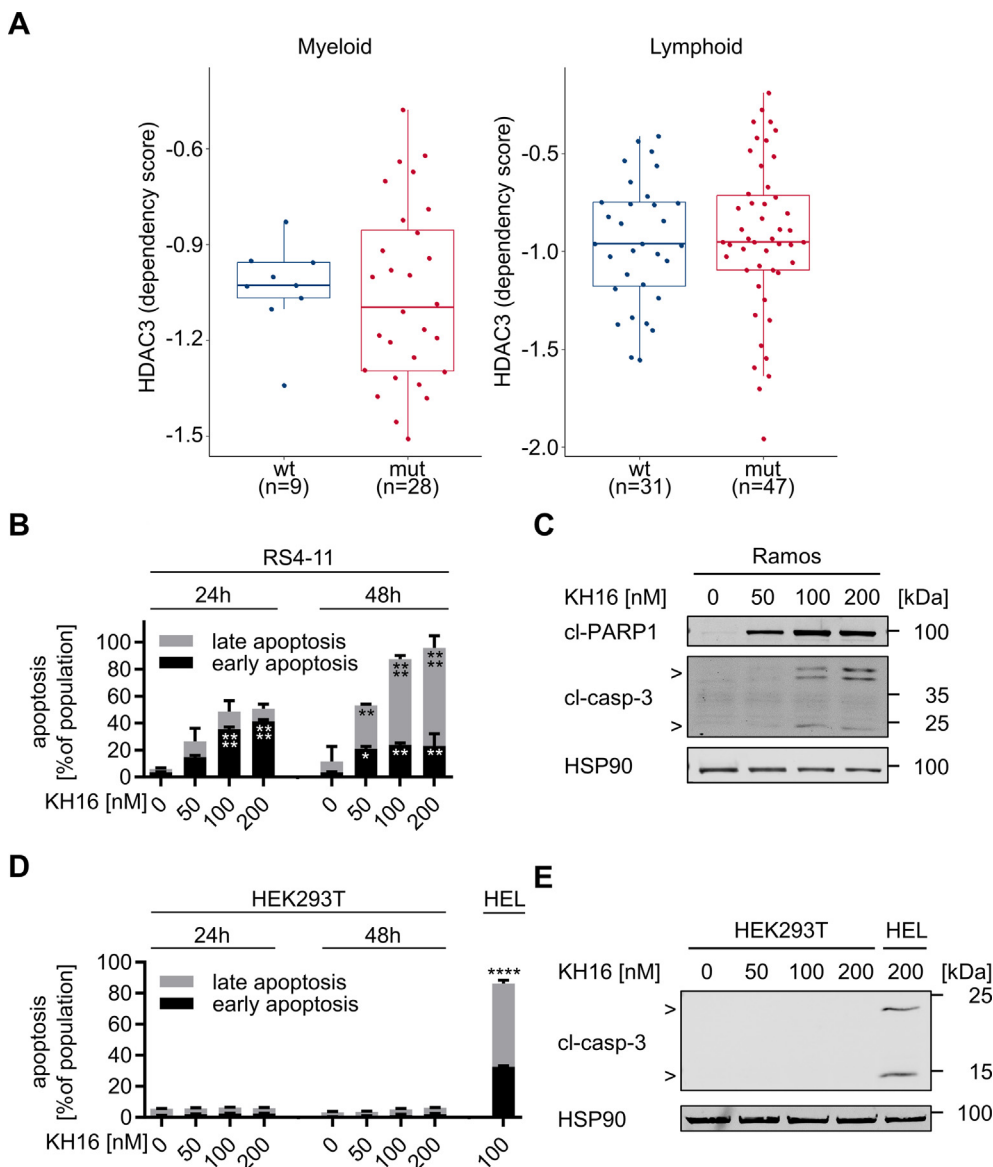 A
Myeloid
Lymphoid
HDAC3 (dependency score)
-0.6
-0.9
-1.2
-1.5
wt
(n=9)
mut
(n=28)
HDAC3 (dependency score)
-0.5
-1.0
-1.5
-2.0
wt
(n=31)
mut
(n=47)
B
RS4-11
24h 48h
late apoptosis
early apoptosis
apoptosis
[%of population]
100
80
60
40
20
0
** ** ** ** ** ** ** ** **
* ** **
KH16 [nM] 0 50 100 200 0 50 100 200
C
Ramos
KH16 [nM] 0 50 100 200 [kDa]
cl-PARP1 100
>
cl-casp-3 35
> 25
HSP90 100
D
HEK293T HEL
24h 48h
late apoptosis
early apoptosis
apoptosis
[%of population]
100
80
60
40
20
0
****
KH16 [nM] 0 50 100 200 0 50 100 200 100
E
HEK293T HEL
KH16 [nM] 0 50 100 200 200 [kDa]
> 25
cl-casp-3
> 15
HSP90 100